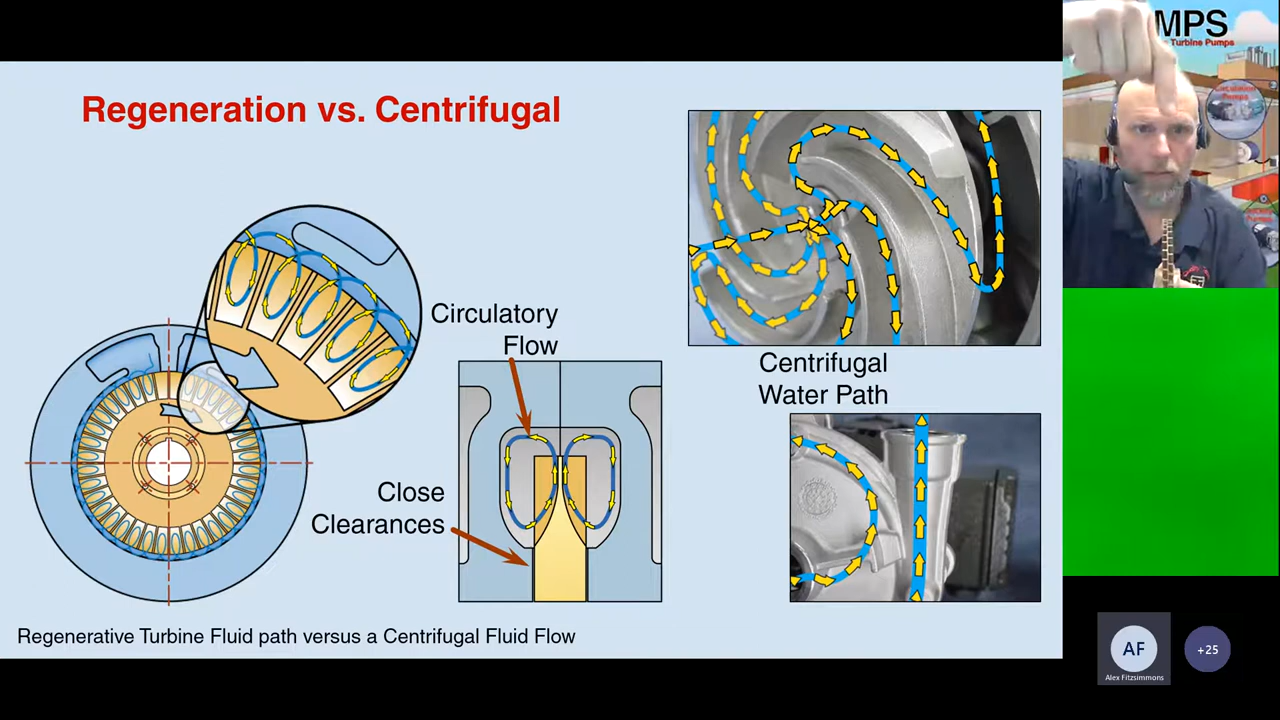 Regeneration vs. Centrifugal
MPS
Turbine Pumps
Circulatory
Flow
Centrifugal
Water Path
Close
Clearances
Regenerative Turbine Fluid path versus a Centrifugal Fluid Flow
AF
Alex Fitzsimmons
+25